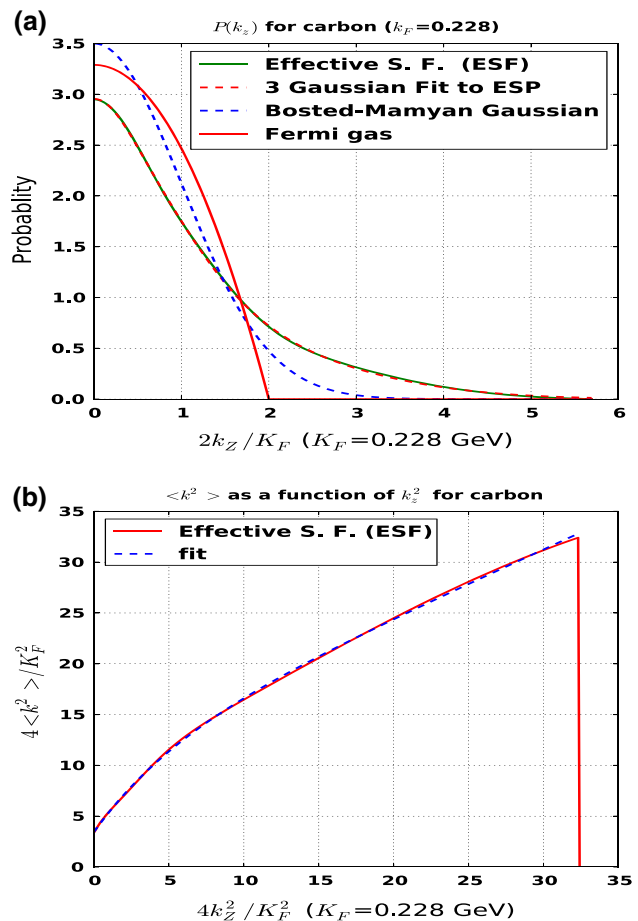 (a)
P(k_z) for carbon (k_F=0.228)
3.5
3.0
2.5
2.0
1.5
1.0
0.5
0.0
Probablity
Effective S. F. (ESF)
3 Gaussian Fit to ESP
Bosted-Mamyan Gaussian
Fermi gas
0 1 2 3 4 5 6
2k_Z/K_F (K_F=0.228 GeV)
(b)
<k^2> as a function of k_z^2 for carbon
35
30
25
20
15
10
5
0
4<k^2>/K_F^2
Effective S. F. (ESF)
fit
0 5 10 15 20 25 30 35
4k_Z^2/K_F^2 (K_F=0.228 GeV)